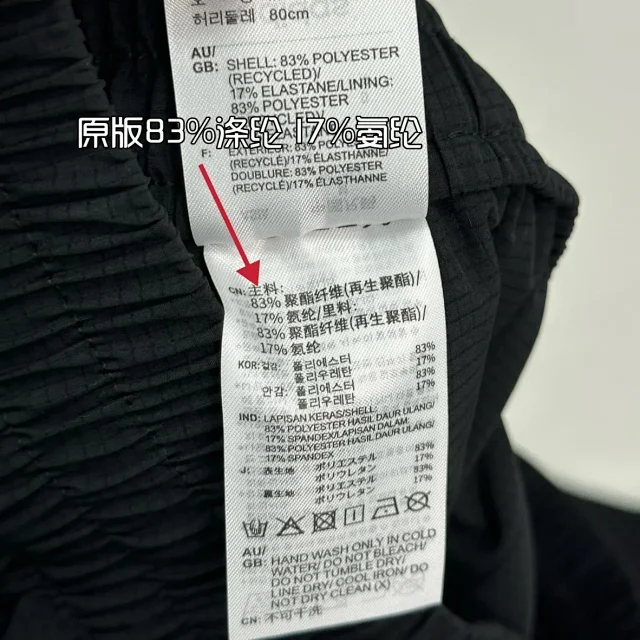 허리둘레 80cm
AU/
GB: SHELL: 83% POLYESTER
(RECYCLED)/
17% ELASTANE/LINING:
83% POLYESTER
原版83%涤纶 17%氨纶
F: EXTERIEUR: 83% POLYESTER
(RECYCLÉ)/17% ÉLASTHANNE/
DOUBLURE: 83% POLYESTER
(RECYCLÉ)/17% ÉLASTHANNE
CN: 主料:
83% 聚酯纤维(再生聚酯)/
17% 氨纶/里料:
83% 聚酯纤维(再生聚酯)/
17% 氨纶
KOR: 겉감: 폴리에스터 83%
폴리우레탄 17%
안감: 폴리에스터 83%
폴리우레탄 17%
IND: LAPISAN KERAS/SHELL:
83% POLYESTER HASIL DAUR ULANG/
17% SPANDEX/LAPISAN DALAM:
83% POLYESTER HASIL DAUR ULANG/
17% SPANDEX
J: 表生地 ポリエステル 83%
ポリウレタン 17%
裏生地 ポリエステル 83%
ポリウレタン 17%
AU/
GB: HAND WASH ONLY IN COLD
WATER/ DO NOT BLEACH/
DO NOT TUMBLE DRY/
LINE DRY/ COOL IRON/ DO
NOT DRY CLEAN (X)
CN: 不可干洗